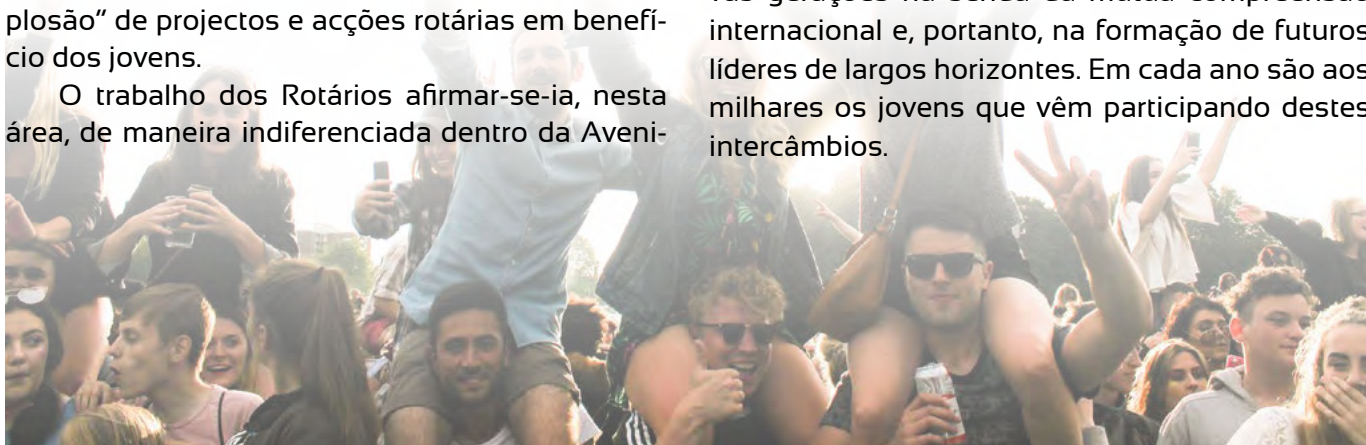 plosão” de projectos e acções rotárias em benefí-
cio dos jovens.
O trabalho dos Rotários afirmar-se-ia, nesta
área, de maneira indiferenciada dentro da Aveni-
internacional e, portanto, na formação de futuros
líderes de largos horizontes. Em cada ano são aos
milhares os jovens que vêm participando destes
intercâmbios.